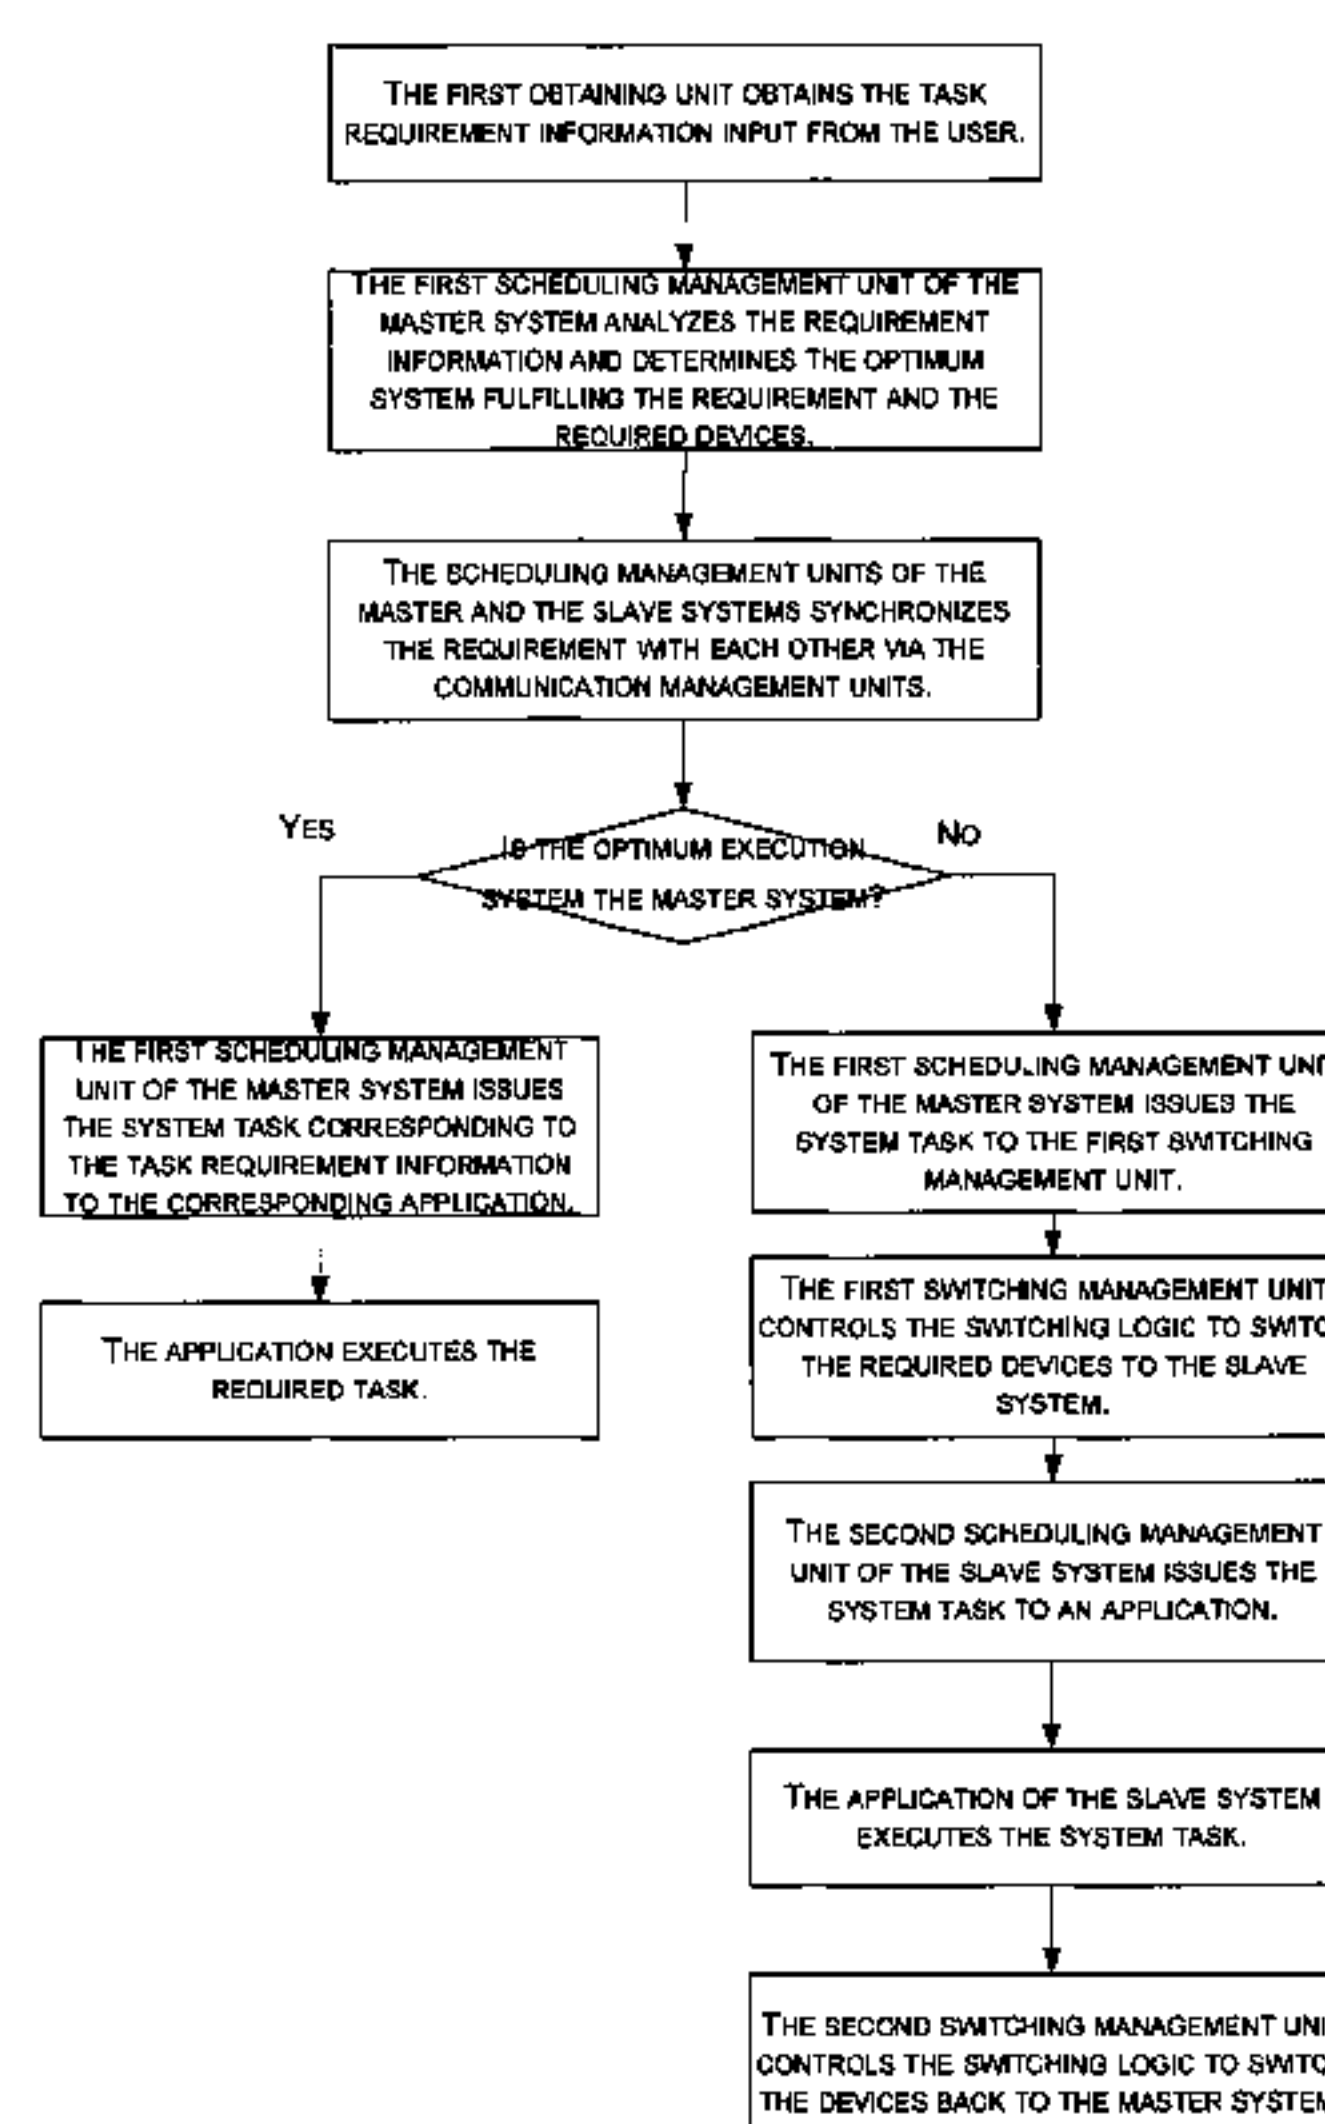 THE FIRST OBTAINING UNIT OBTAINS THE TASK
REQUIREMENT INFORMATION INPUT FROM THE USER.
THE FIRST SCHEDULING MANAGEMENT UNIT OF THE
MASTER SYSTEM ANALYZES THE REQUIREMENT
INFORMATION AND DETERMINES THE OPTIMUM
SYSTEM FULFILLING THE REQUIREMENT AND THE
REQUIRED DEVICES.
THE SCHEDULING MANAGEMENT UNITS OF THE
MASTER AND THE SLAVE SYSTEMS SYNCHRONIZES
THE REQUIREMENT WITH EACH OTHER VIA THE
COMMUNICATION MANAGEMENT UNITS.
YES
IS THE OPTIMUM EXECUTION
SYSTEM THE MASTER SYSTEM?
NO
THE FIRST SCHEDULING MANAGEMENT
UNIT OF THE MASTER SYSTEM ISSUES
THE SYSTEM TASK CORRESPONDING TO
THE TASK REQUIREMENT INFORMATION
TO THE CORRESPONDING APPLICATION.
THE APPLICATION EXECUTES THE
REQUIRED TASK.
THE FIRST SCHEDULING MANAGEMENT UNIT
OF THE MASTER SYSTEM ISSUES THE
SYSTEM TASK TO THE FIRST SWITCHING
MANAGEMENT UNIT.
THE FIRST SWITCHING MANAGEMENT UNIT
CONTROLS THE SWITCHING LOGIC TO SWITC
THE REQUIRED DEVICES TO THE SLAVE
SYSTEM.
THE SECOND SCHEDULING MANAGEMENT
UNIT OF THE SLAVE SYSTEM ISSUES THE
SYSTEM TASK TO AN APPLICATION.
THE APPLICATION OF THE SLAVE SYSTEM
EXECUTES THE SYSTEM TASK.
THE SECOND SWITCHING MANAGEMENT UNI
CONTROLS THE SWITCHING LOGIC TO SWITC
THE DEVICES BACK TO THE MASTER SYSTEM